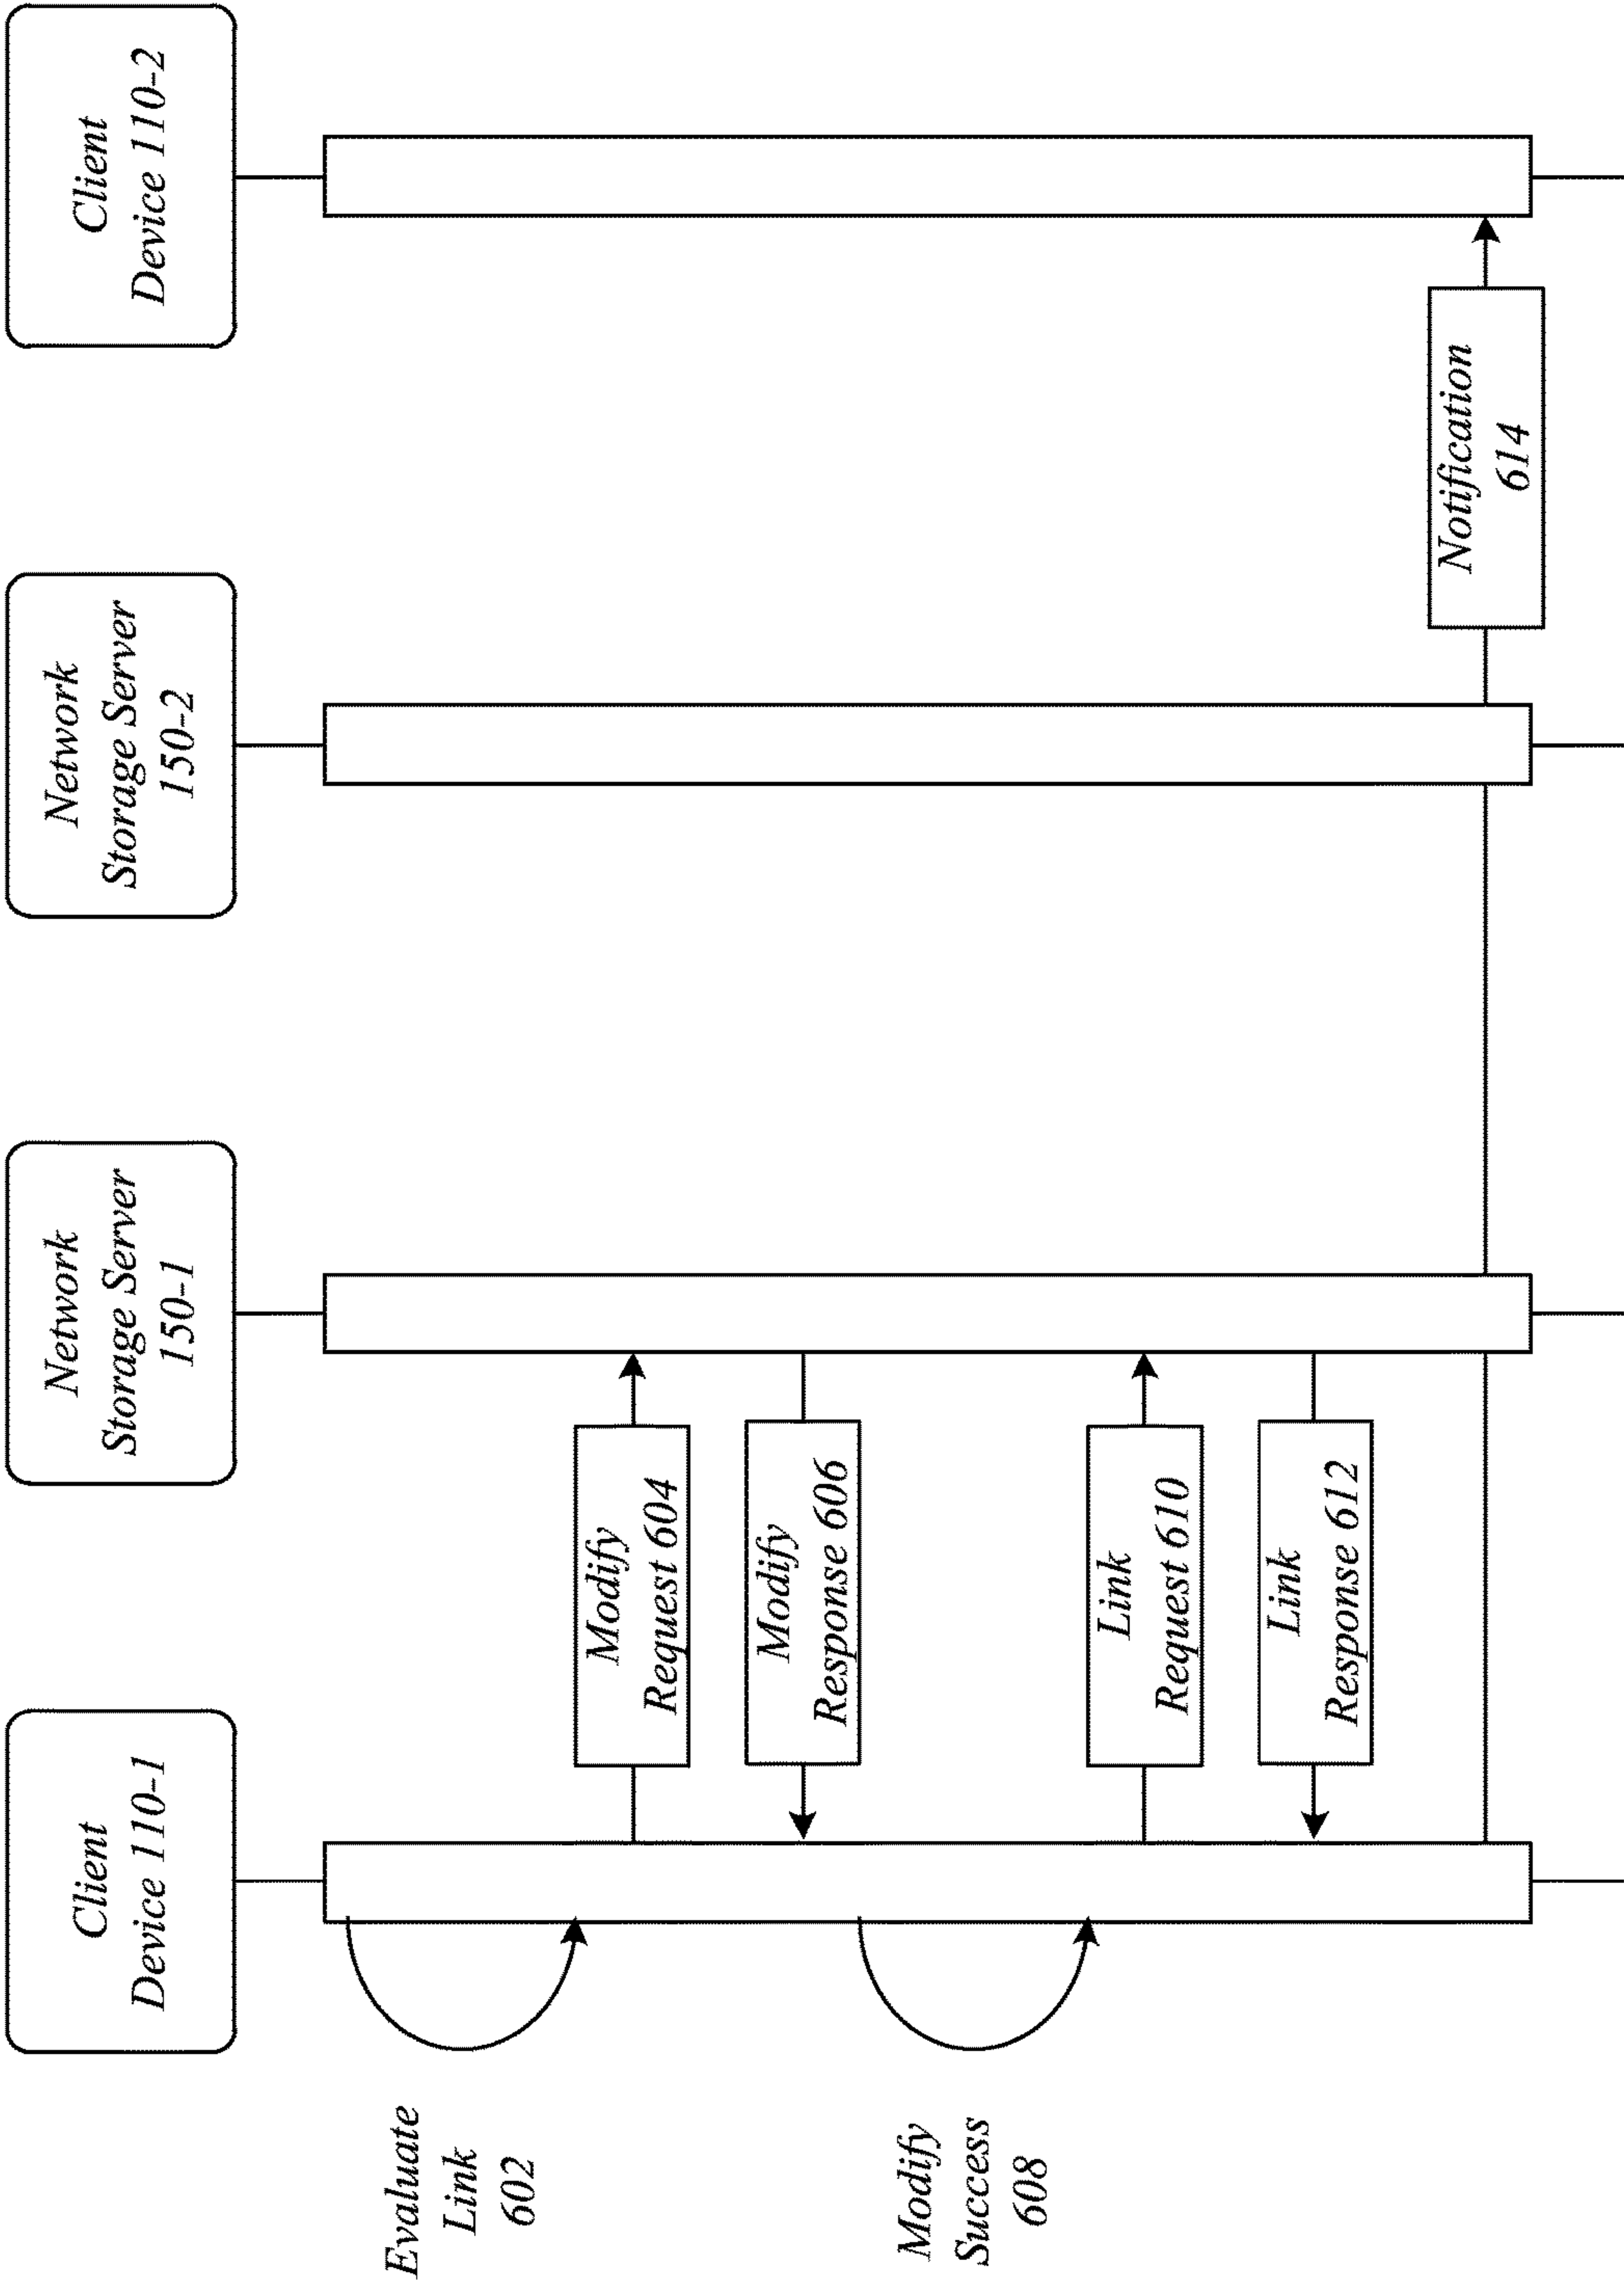 Client
Device 110-1
Network
Storage Server
150-1
Network
Storage Server
150-2
Client
Device 110-2
Evaluate
Link
602
Modify
Request 604
Modify
Response 606
Modify
Success
608
Link
Request 610
Link
Response 612
Notification
614